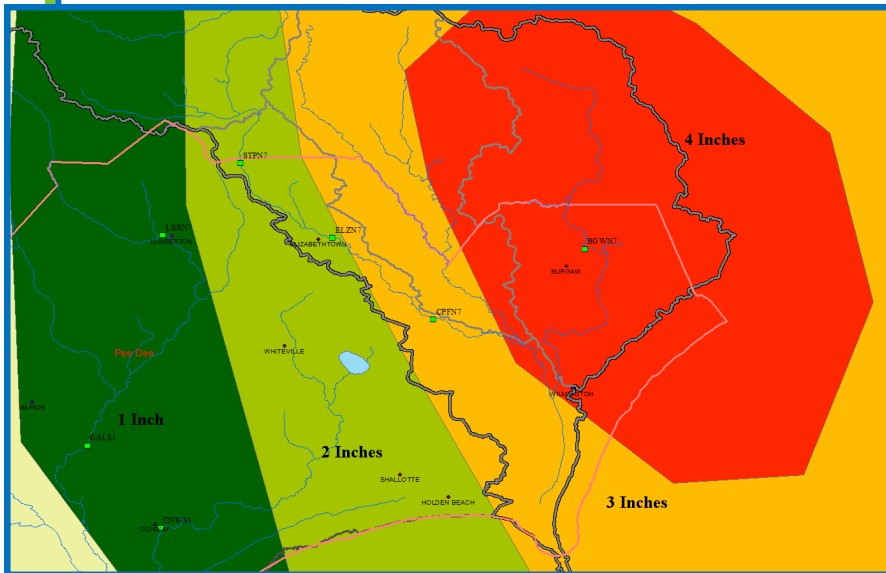 4 Inches
STPN7
LBRN7
LUMBERTON
ELZN7
ELIZABETHTOWN
BGWN7
BURGAW
CPFN7
WHITEVILLE
Pee Dee
WILMINGTON
MARION
1 Inch
GALS1
2 Inches
SHALLOTTE
HOLDEN BEACH
3 Inches
CNWS1
CONWAY